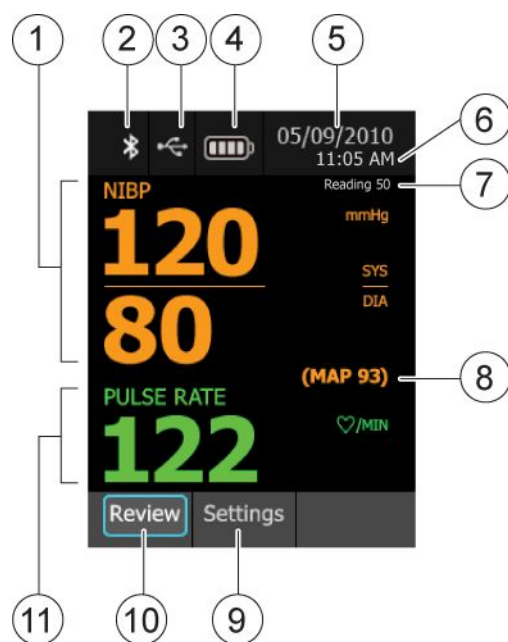 1
2
3
4
5
6
05/09/2010
11:05 AM
NIBP
Reading 50
7
120
mmHg
SYS
80
DIA
(MAP 93)
8
PULSE RATE
122
♡/MIN
Review
Settings
11
10
9